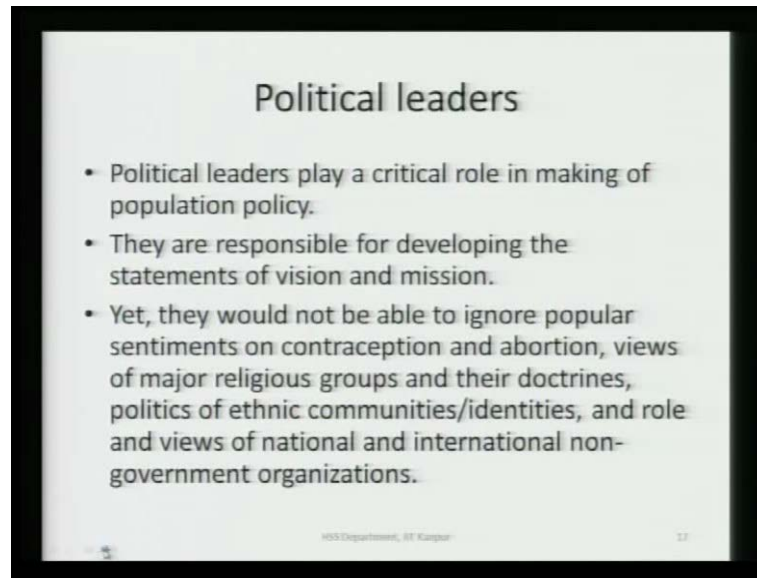 Political leaders
• Political leaders play a critical role in making of
population policy.
• They are responsible for developing the
statements of vision and mission.
• Yet, they would not be able to ignore popular
sentiments on contraception and abortion, views
of major religious groups and their doctrines,
politics of ethnic communities/identities, and role
and views of national and international non-
government organizations.
HSS Department, IIT Kanpur